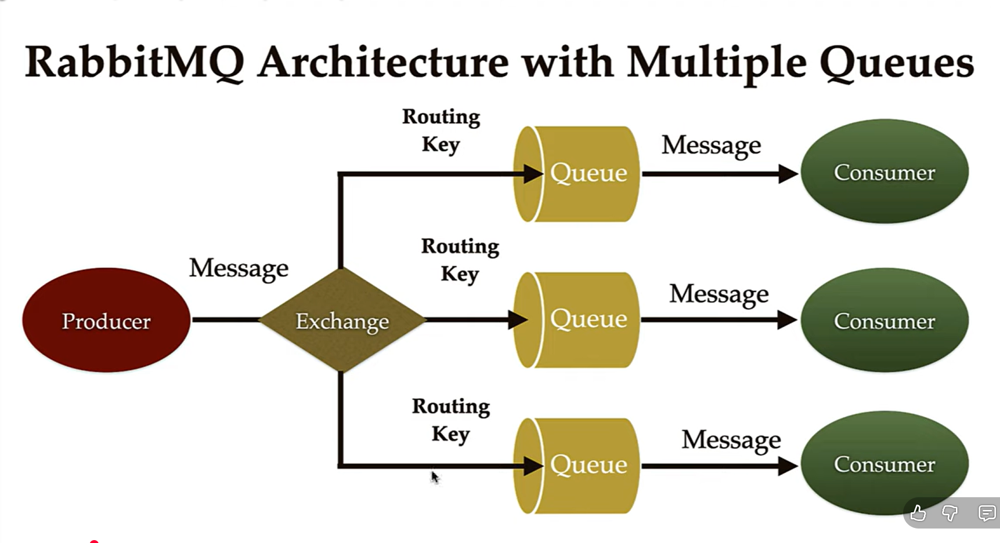 RabbitMQ Architecture with Multiple Queues
Routing
Key
Queue
Message
Consumer
Producer
Message
Exchange
Routing
Key
Queue
Message
Consumer
Routing
Key
Queue
Message
Consumer